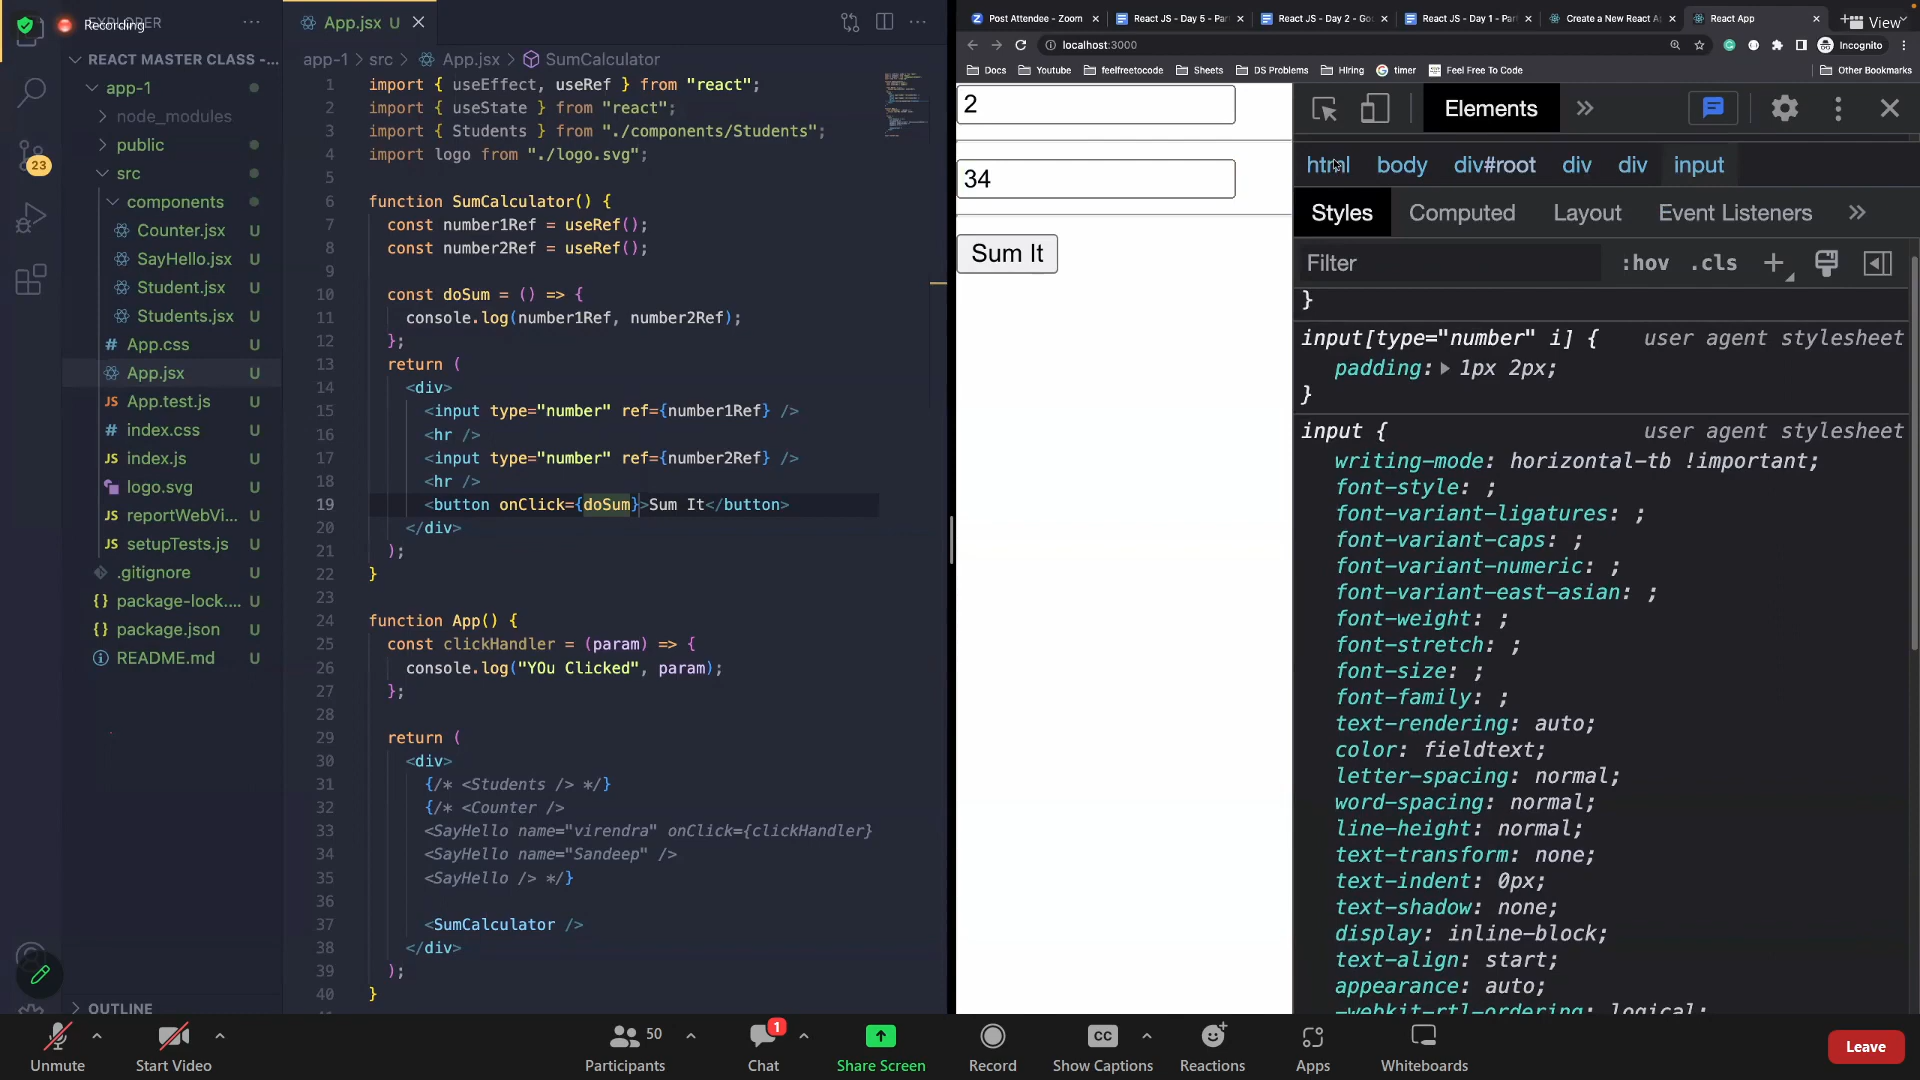 EXPLORER
Recording
REACT MASTER CLASS -...
app-1
node_modules
public
src
components
Counter.jsx U
SayHello.jsx U
Student.jsx U
Students.jsx U
App.css U
App.jsx U
App.test.js U
index.css U
index.js U
logo.svg U
reportWebVi... U
setupTests.js U
.gitignore U
package-lock.... U
package.json U
README.md U
OUTLINE
23
App.jsx U
app-1 > src > App.jsx > SumCalculator
1 import { useEffect, useRef } from "react";
2 import { useState } from "react";
3 import { Students } from "./components/Students";
4 import logo from "./logo.svg";
5
6 function SumCalculator() {
7 const number1Ref = useRef();
8 const number2Ref = useRef();
9
10 const doSum = () => {
11 console.log(number1Ref, number2Ref);
12 };
13 return (
14 <div>
15 <input type="number" ref={number1Ref} />
16 <hr />
17 <input type="number" ref={number2Ref} />
18 <hr />
19 <button onClick={doSum}>Sum It</button>
20 </div>
21 );
22 }
23
24 function App() {
25 const clickHandler = (param) => {
26 console.log("YOu Clicked", param);
27 };
28
29 return (
30 <div>
31 {/* <Students /> */}
32 {/* <Counter />
33 <SayHello name="virendra" onClick={clickHandler}
34 <SayHello name="Sandeep" />
35 <SayHello /> */}
36
37 <SumCalculator />
38 </div>
39 );
40 }
Post Attendee - Zoom
React JS - Day 5 - Par
React JS - Day 2 - Go
React JS - Day 1 - Par
Create a New React A
React App
View
localhost:3000
Incognito
Docs
Youtube
feelfreetocode
Sheets
DS Problems
Hiring
timer
Feel Free To Code
Other Bookmarks
2
34
Sum It
Elements
html body div#root div div input
Styles Computed Layout Event Listeners
Filter :hov .cls
}
input[type="number" i] { user agent stylesheet
padding: 1px 2px;
}
input { user agent stylesheet
writing-mode: horizontal-tb !important;
font-style: ;
font-variant-ligatures: ;
font-variant-caps: ;
font-variant-numeric: ;
font-variant-east-asian: ;
font-weight: ;
font-stretch: ;
font-size: ;
font-family: ;
text-rendering: auto;
color: fieldtext;
letter-spacing: normal;
word-spacing: normal;
line-height: normal;
text-transform: none;
text-indent: 0px;
text-shadow: none;
display: inline-block;
text-align: start;
appearance: auto;
-webkit-rtl-ordering: logical;
Unmute
Start Video
50
Participants
1
Chat
Share Screen
Record
CC
Show Captions
Reactions
Apps
Whiteboards
Leave